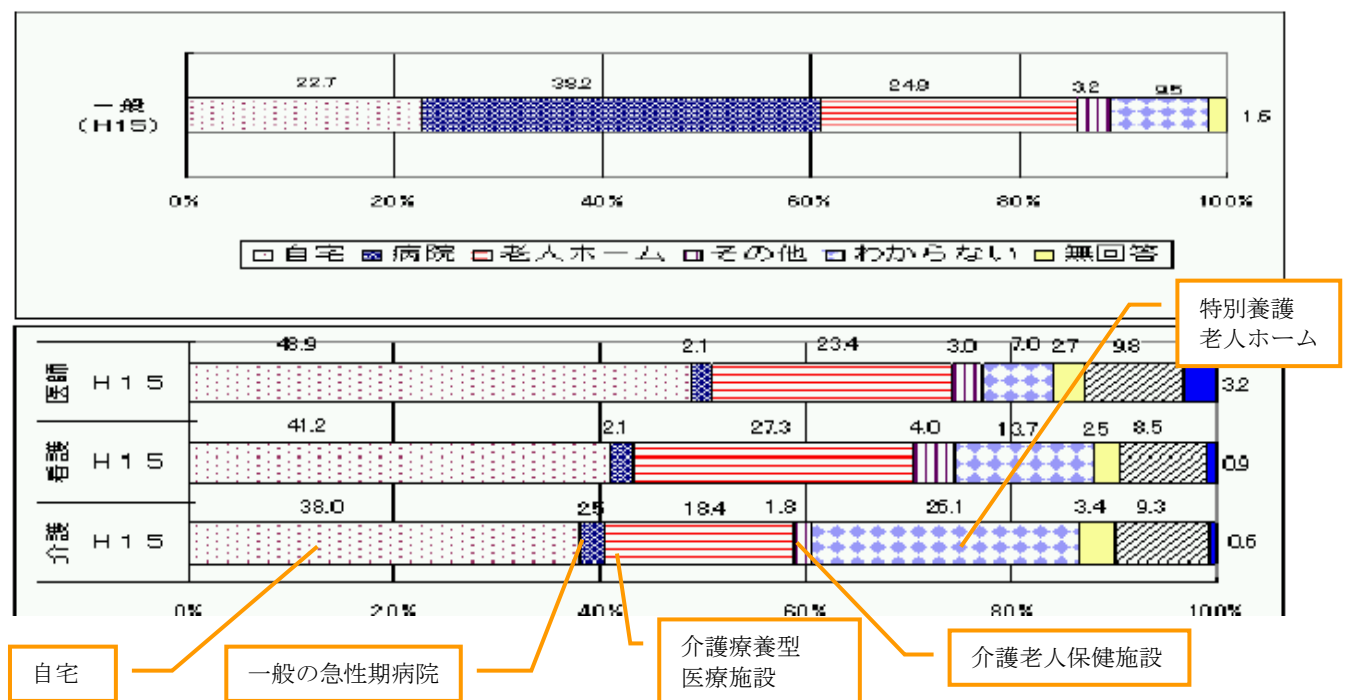 22.7 38.2 24.8 3.2 9.5
一般
(H15)
1.6
0% 20% 40% 60% 80% 100%
自宅 病院 老人ホーム その他 わからない 無回答
特別養護
老人ホーム
48.9 2.1 23.4 3.0 7.0 2.7 9.8
医師 H15
3.2
41.2 2.1 27.3 4.0 13.7 2.5 8.5
看護 H15
0.9
38.0 2.5 18.4 1.8 26.1 3.4 9.3
介護 H15
0.6
0% 20% 40% 60% 80% 100%
自宅
一般の急性期病院
介護療養型
医療施設
介護老人保健施設